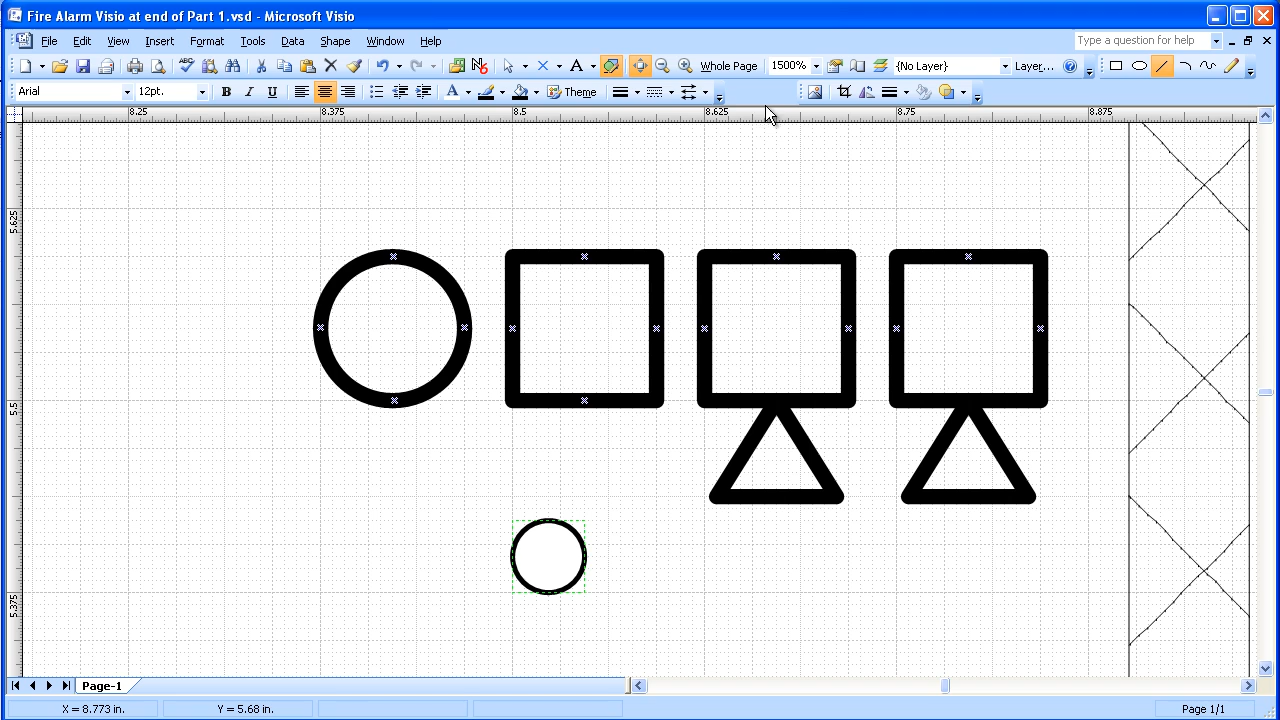 Fire Alarm Visio at end of Part 1.vsd - Microsoft Visio
File Edit View Insert Format Tools Data Shape Window Help Type a question for help
Whole Page 1500% {No Layer} Layer...
Arial 12pt. B I U A Theme
8.25 8.375 8.5 8.625 8.75 8.875
5.625
5.5
5.375
Page-1
X = 8.773 in. Y = 5.68 in. Page 1/1